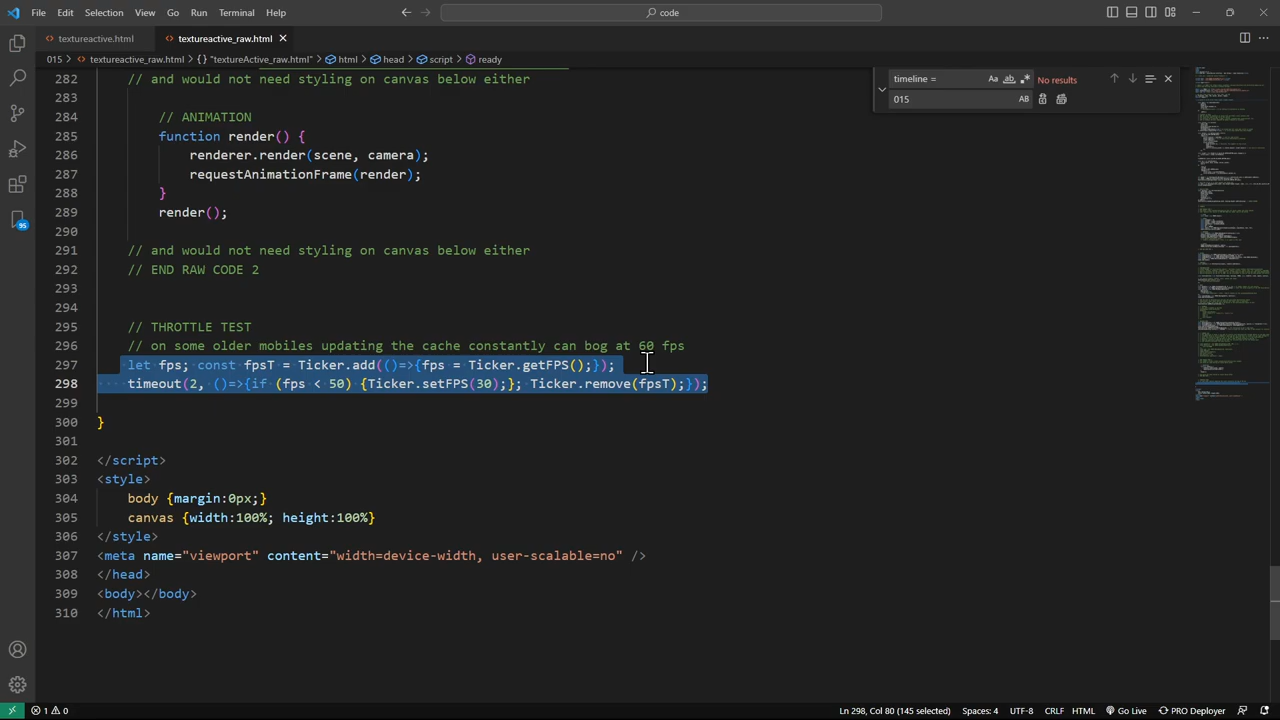 File Edit Selection View Go Run Terminal Help
code
textureactive.html
textureactive_raw.html
015 > textureactive_raw.html > {} "textureActive_raw.html" > html > head > script > ready
timeline =
Aa ab .* No results
015
AB
282 // and would not need styling on canvas below either
283
284 // ANIMATION
285 function render() {
286 renderer.render(scene, camera);
287 requestAnimationFrame(render);
288 }
289 render();
290
291 // and would not need styling on canvas below either
292 // END RAW CODE 2
293
294
295 // THROTTLE TEST
296 // on some older mobiles updating the cache constantly can bog at 60 fps
297 let fps; const fpsT = Ticker.add(()=>{fps = Ticker.getFPS();});
298 timeout(2, ()=>{if (fps < 50) {Ticker.setFPS(30);}; Ticker.remove(fpsT);});
299
300 }
301
302 </script>
303 <style>
304 body {margin:0px;}
305 canvas {width:100%; height:100%}
306 </style>
307 <meta name="viewport" content="width=device-width, user-scalable=no" />
308 </head>
309 <body></body>
310 </html>
95
1 0 Ln 298, Col 80 (145 selected) Spaces: 4 UTF-8 CRLF HTML Go Live PRO Deployer